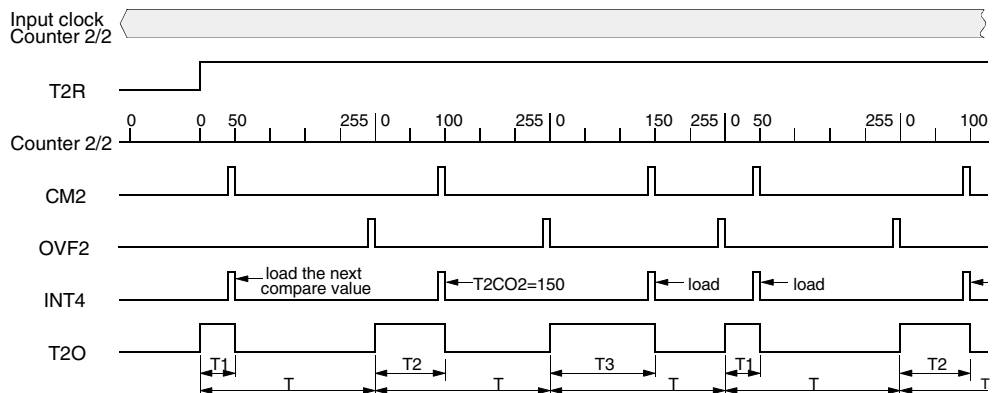 Input clock
Counter 2/2
T2R
0 0 50 255 0 100 255 0 150 255 0 50 255 0 100
Counter 2/2
CM2
OVF2
load the next
compare value
T2CO2=150
load
load
INT4
T2O
T1 T2 T3 T1 T2
T T T T T